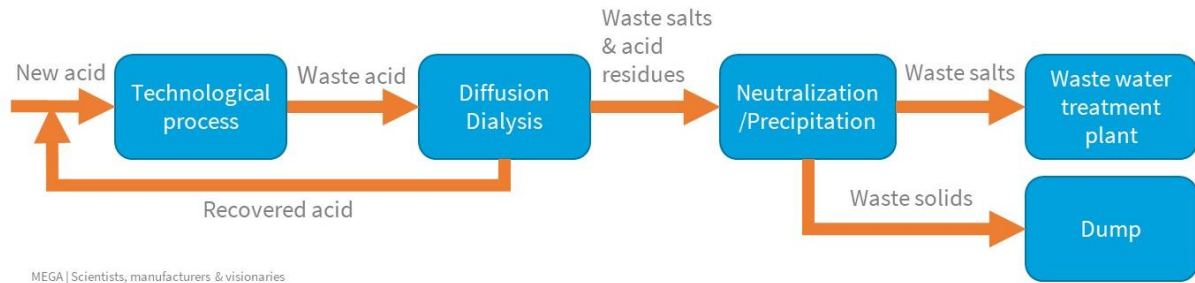 New acid
Technological
process
Waste acid
Diffusion
Dialysis
Waste salts
& acid
residues
Neutralization
/Precipitation
Waste salts
Waste water
treatment
plant
Recovered acid
Waste solids
Dump
MEGA | Scientists, manufacturers & visionaries